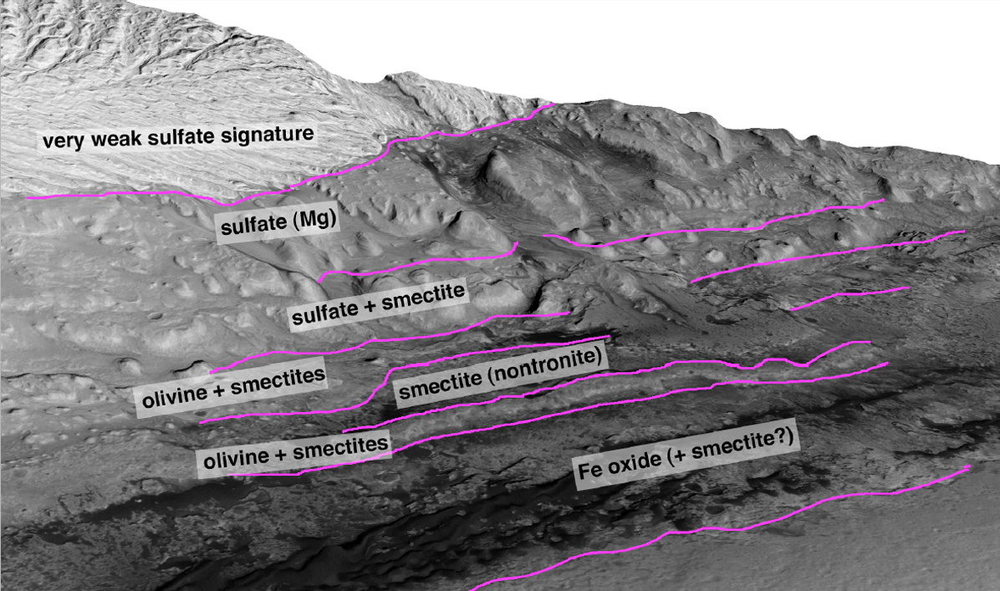 very weak sulfate signature
sulfate (Mg)
sulfate + smectite
olivine + smectites
smectite (nontronite)
olivine + smectites
Fe oxide (+ smectite?)